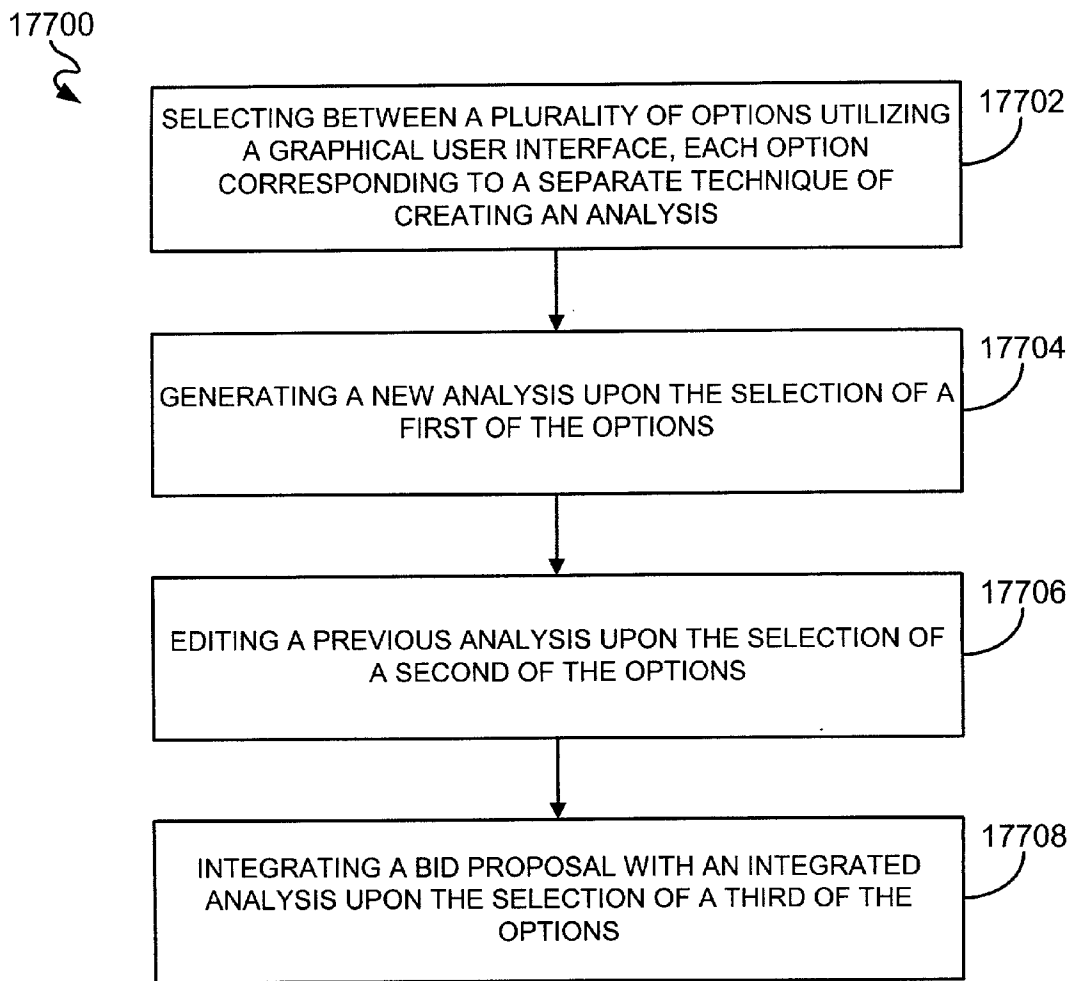 17700
17702
SELECTING BETWEEN A PLURALITY OF OPTIONS UTILIZING
A GRAPHICAL USER INTERFACE, EACH OPTION
CORRESPONDING TO A SEPARATE TECHNIQUE OF
CREATING AN ANALYSIS
17704
GENERATING A NEW ANALYSIS UPON THE SELECTION OF A
FIRST OF THE OPTIONS
17706
EDITING A PREVIOUS ANALYSIS UPON THE SELECTION OF
A SECOND OF THE OPTIONS
17708
INTEGRATING A BID PROPOSAL WITH AN INTEGRATED
ANALYSIS UPON THE SELECTION OF A THIRD OF THE
OPTIONS